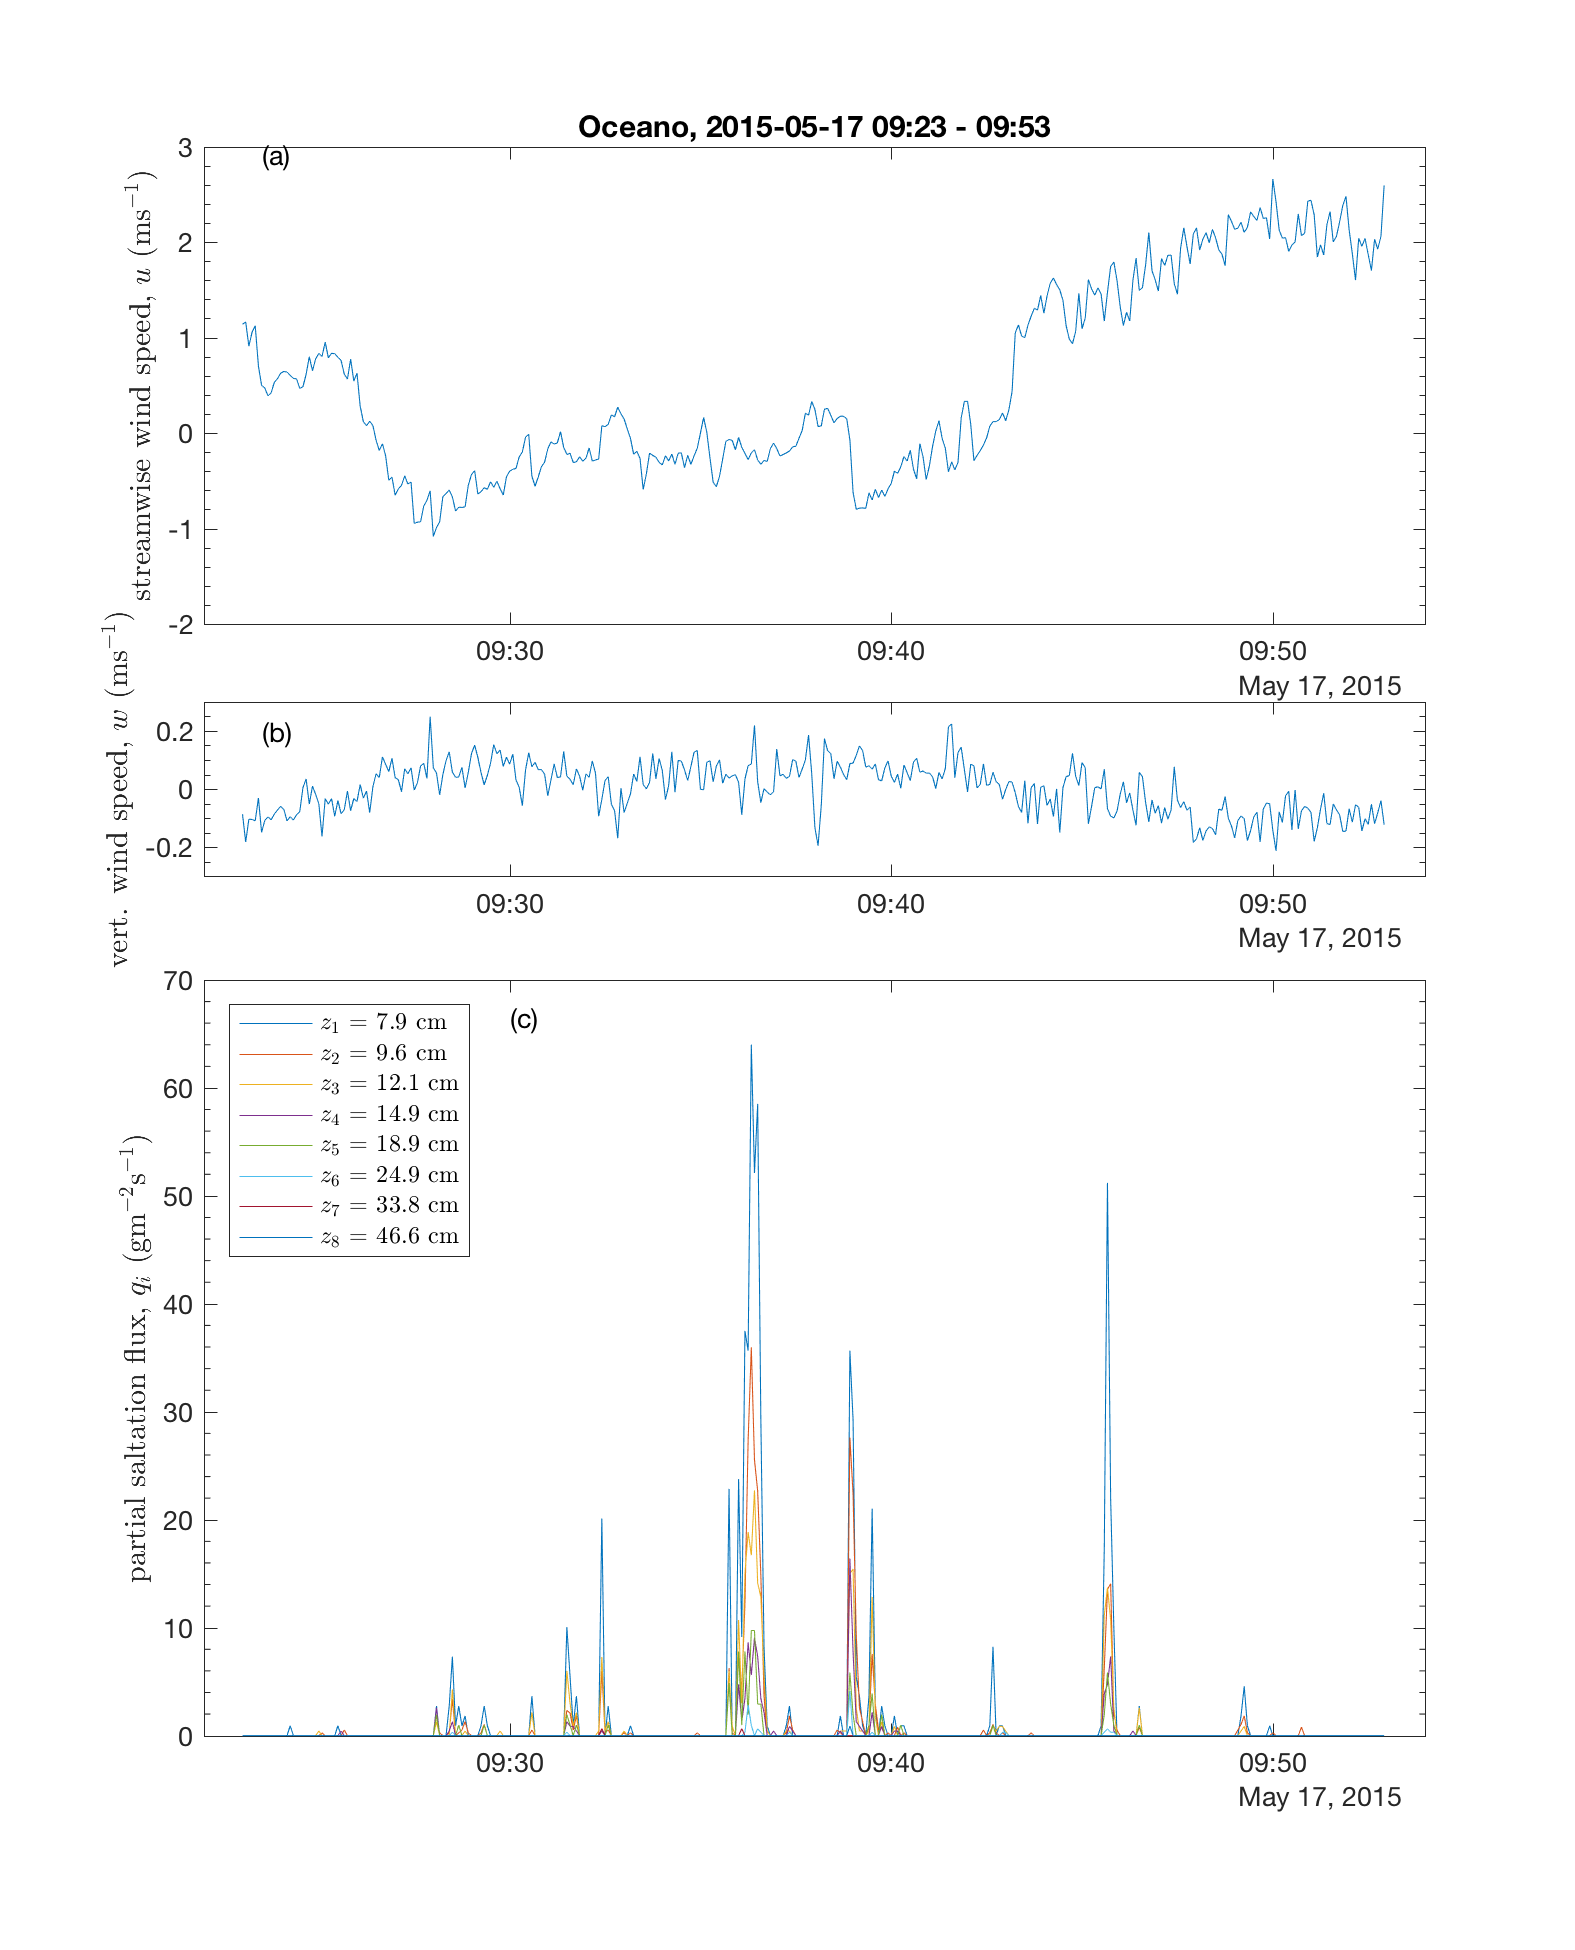 Oceano, 2015-05-17 09:23 - 09:53
(a)
streamwise wind speed, u (ms⁻¹)
3
2
1
0
-1
-2
09:30 09:40 09:50
May 17, 2015
(b)
vert. wind speed, w (ms⁻¹)
0.2
0
-0.2
09:30 09:40 09:50
May 17, 2015
(c)
partial saltation flux, qᵢ (gm⁻²s⁻¹)
70
60
50
40
30
20
10
0
z₁ = 7.9 cm
z₂ = 9.6 cm
z₃ = 12.1 cm
z₄ = 14.9 cm
z₅ = 18.9 cm
z₆ = 24.9 cm
z₇ = 33.8 cm
z₈ = 46.6 cm
09:30 09:40 09:50
May 17, 2015